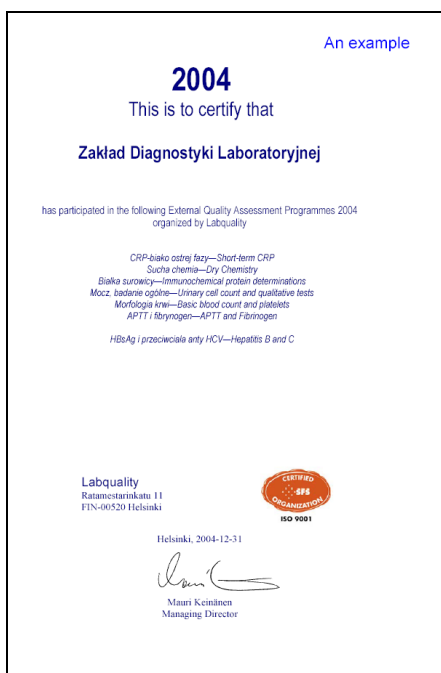 An example
2004
This is to certify that
Zakład Diagnostyki Laboratoryjnej
has participated in the following External Quality Assessment Programmes 2004
organized by Labquality
CRP-biako ostrej fazy—Short-term CRP
Sucha chemia—Dry Chemistry
Białka surowicy—Immunochemical protein determinations
Mocz, badanie ogólne—Urinary cell count and qualitative tests
Morfologia krwi—Basic blood count and platelets
APTT i fibrynogen—APTT and Fibrinogen
HBsAg i przeciwciala anty HCV—Hepatitis B and C
Labquality
Ratamestarinkatu 11
FIN-00520 Helsinki
CERTIFIED
SFS
ORGANIZATION
ISO 9001
Helsinki, 2004-12-31
Mauri Keinänen
Managing Director